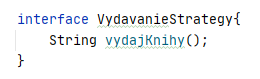 interface VydavanieStrategy{
String vydajKnihy();
}